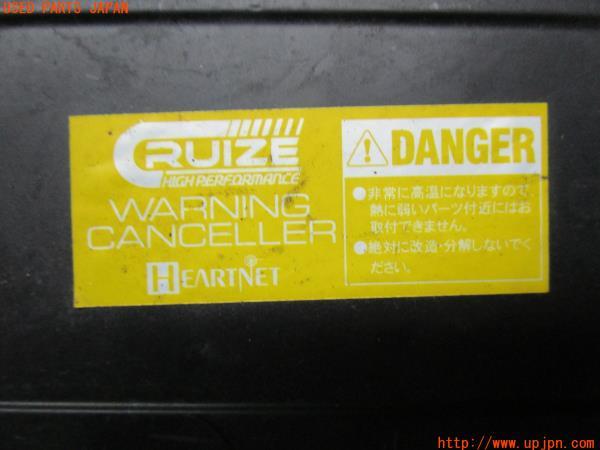 USED PARTS JAPAN
CRUIZE
HIGH PERFORMANCE
WARNING
CANCELLER
HEARTNET
DANGER
●非常に高温になりますので、
熱に弱いパーツ付近にはお
取付できません。
●絶対に改造・分解しないでく
ださい。
http://www.upjpn.com/